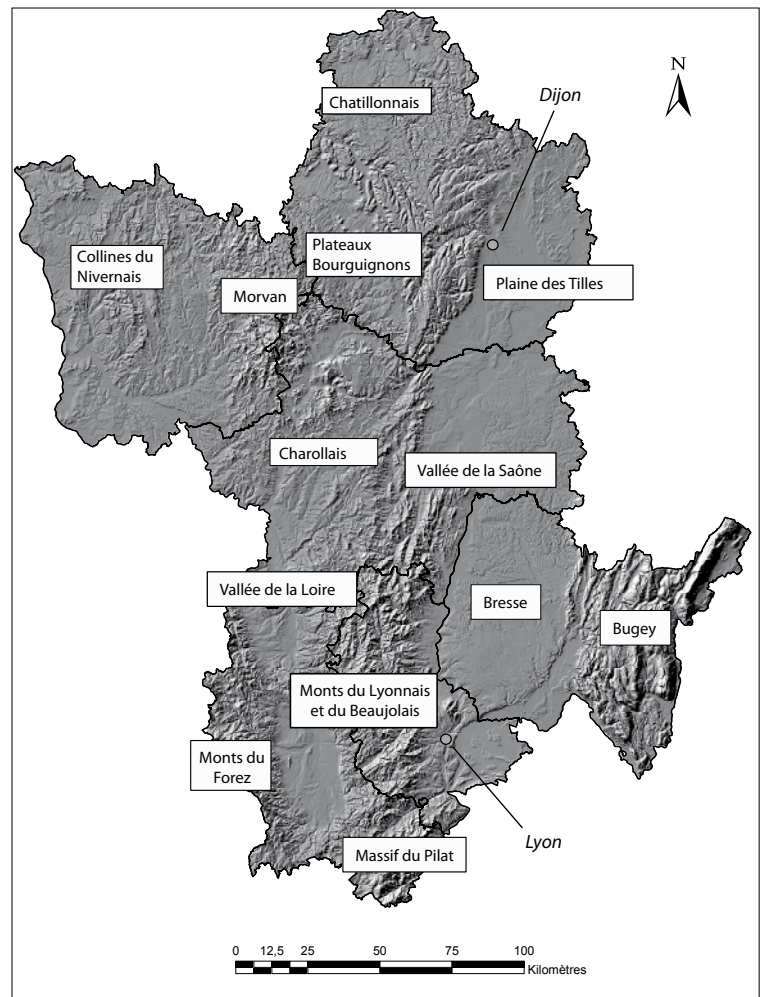 N
Dijon
Chatillonnais
Plateaux
Bourguignons
Collines du
Nivernais
Morvan
Plaine des Tilles
Charollais
Vallée de la Saône
Vallée de la Loire
Bresse
Bugey
Monts du Lyonnais
et du Beaujolais
Monts du
Forez
Lyon
Massif du Pilat
0 12,5 25 50 75 100
Kilomètres